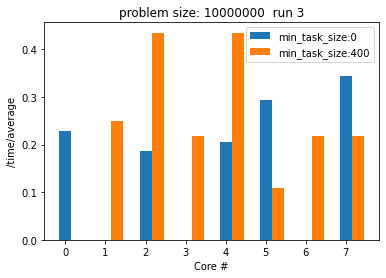 problem size: 10000000  run 3
min_task_size:0
min_task_size:400
/time/average
0.4
0.3
0.2
0.1
0.0
0 1 2 3 4 5 6 7
Core #